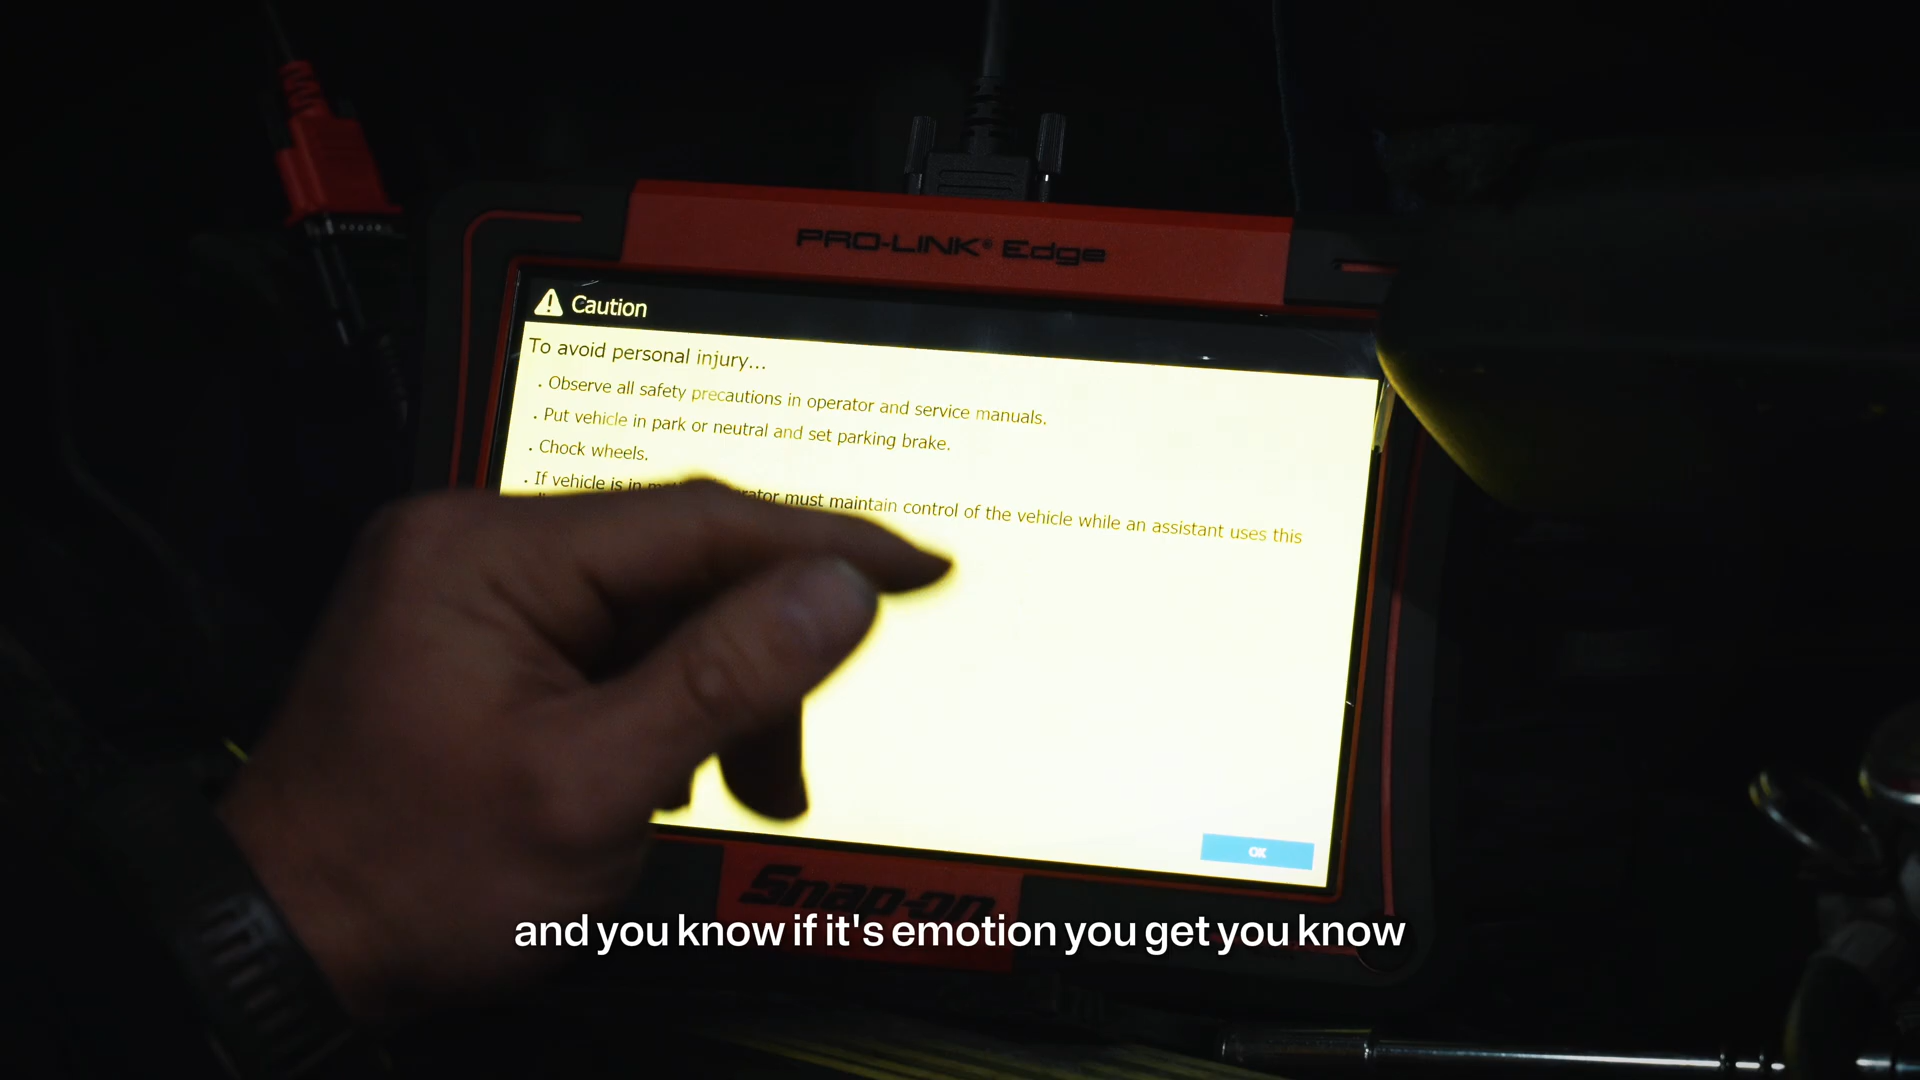 PRO-LINK® Edge
Caution
To avoid personal injury...
. Observe all safety precautions in operator and service manuals.
. Put vehicle in park or neutral and set parking brake.
. Chock wheels.
. If vehicle is in must maintain control of the vehicle while an assistant uses this
OK
Snap-on
and you know if it's emotion you get you know